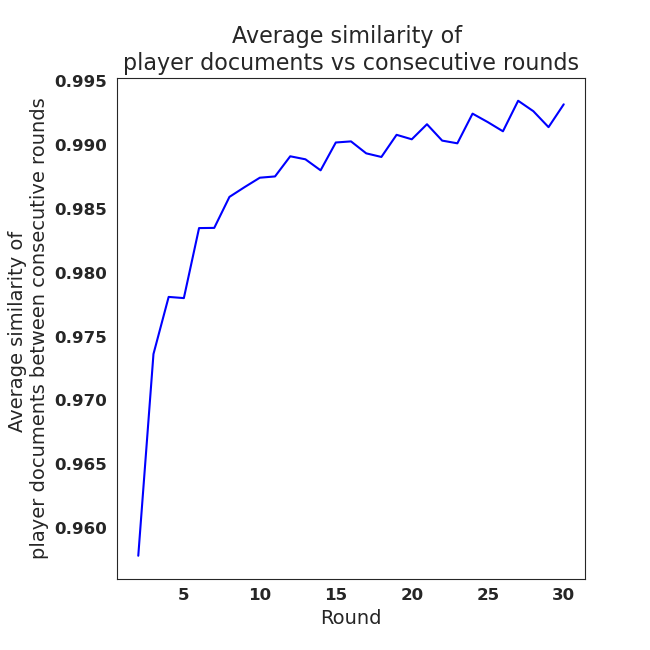 Average similarity of
player documents vs consecutive rounds
Average similarity of
player documents between consecutive rounds
0.995
0.990
0.985
0.980
0.975
0.970
0.965
0.960
5 10 15 20 25 30
Round